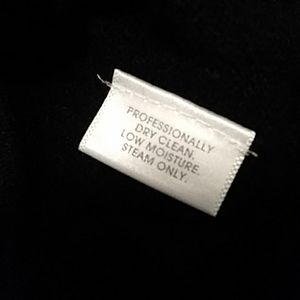 PROFESSIONALLY
DRY CLEAN.
LOW MOISTURE.
STEAM ONLY.